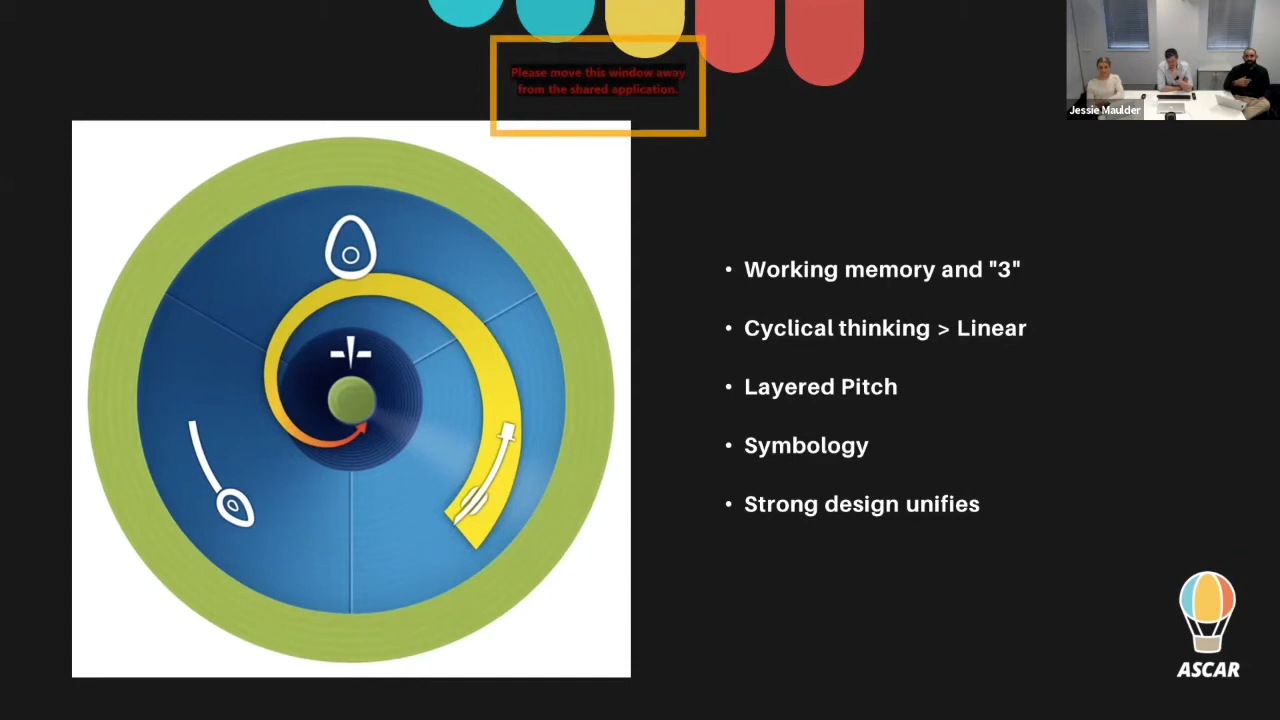 Please move this window away
from the shared application.
Jessie Maulder
• Working memory and "3"
• Cyclical thinking > Linear
• Layered Pitch
• Symbology
• Strong design unifies
ASCAR